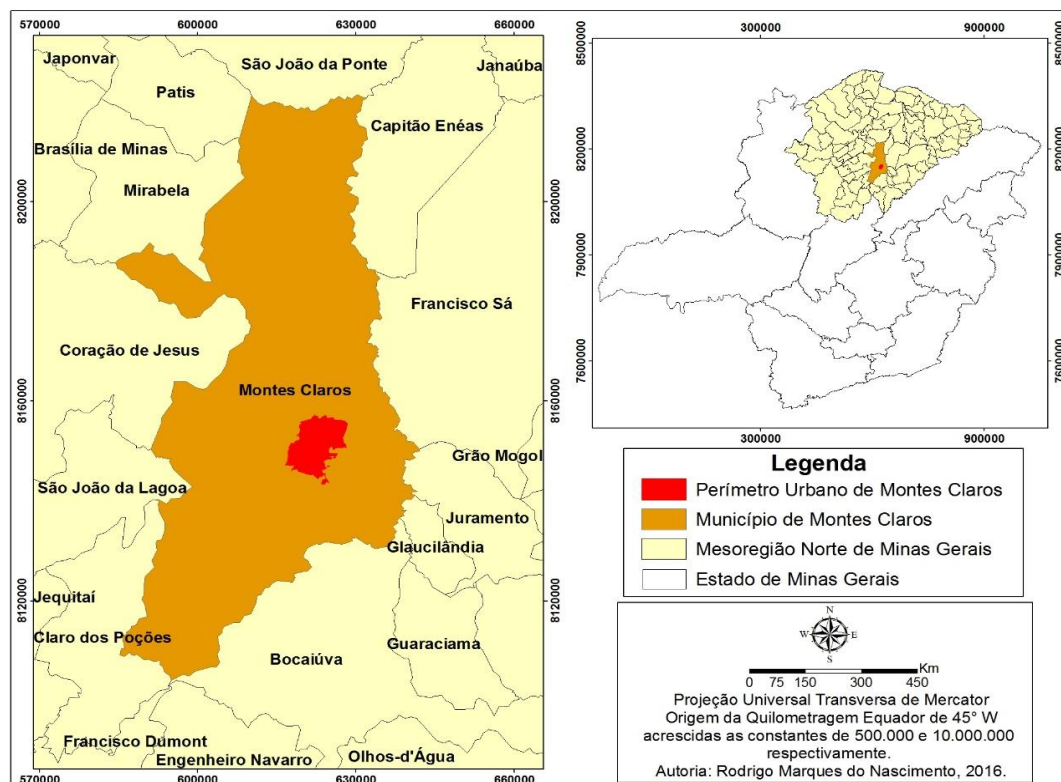 570000 600000 630000 660000
Japonvar
São João da Ponte
Janaúba
Patis
Capitão Enéas
Brasília de Minas
Mirabela
8200000
8200000
Francisco Sá
Coração de Jesus
Montes Claros
8160000
8160000
Grão Mogol
São João da Lagoa
Juramento
Glaucilândia
Jequitaí
8120000
8120000
Claro dos Poções
Guaraciama
Bocaiúva
Francisco Dumont
Engenheiro Navarro
Olhos-d'Água
570000 600000 630000 660000
300000 900000
8500000
8200000
7900000
7600000
300000 900000
Legenda
Perímetro Urbano de Montes Claros
Município de Montes Claros
Mesoregião Norte de Minas Gerais
Estado de Minas Gerais
N
W E
S
0 75 150 300 450 Km
Projeção Universal Transversa de Mercator
Origem da Quilometragem Equador de 45° W
acrescidas as constantes de 500.000 e 10.000.000
respectivamente.
Autoria: Rodrigo Marques do Nascimento, 2016.